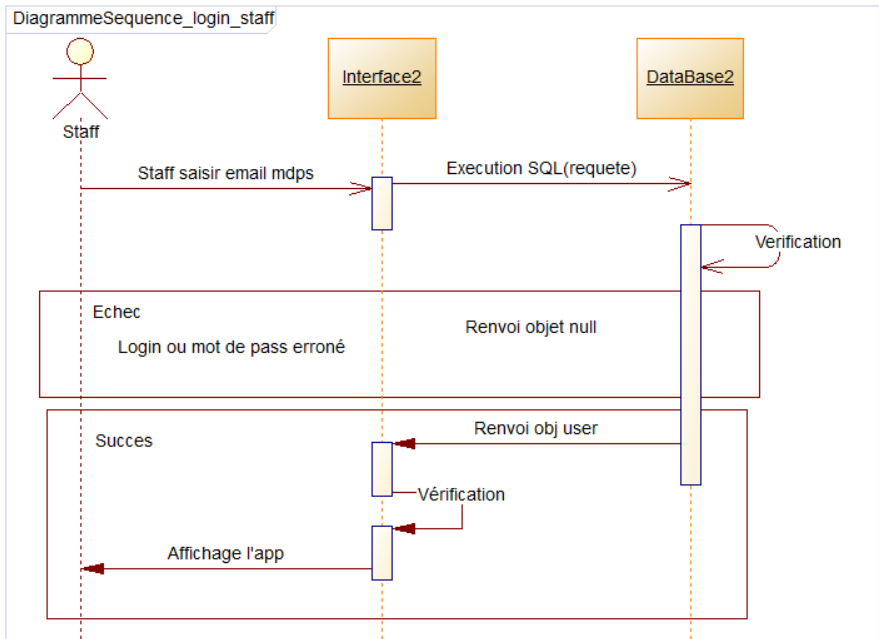 DiagrammeSequence_login_staff
Interface2
DataBase2
Staff
Staff saisir email mdps
Execution SQL(requete)
Verification
Echec
Renvoi objet null
Login ou mot de pass erroné
Succes
Renvoi obj user
Vérification
Affichage l'app